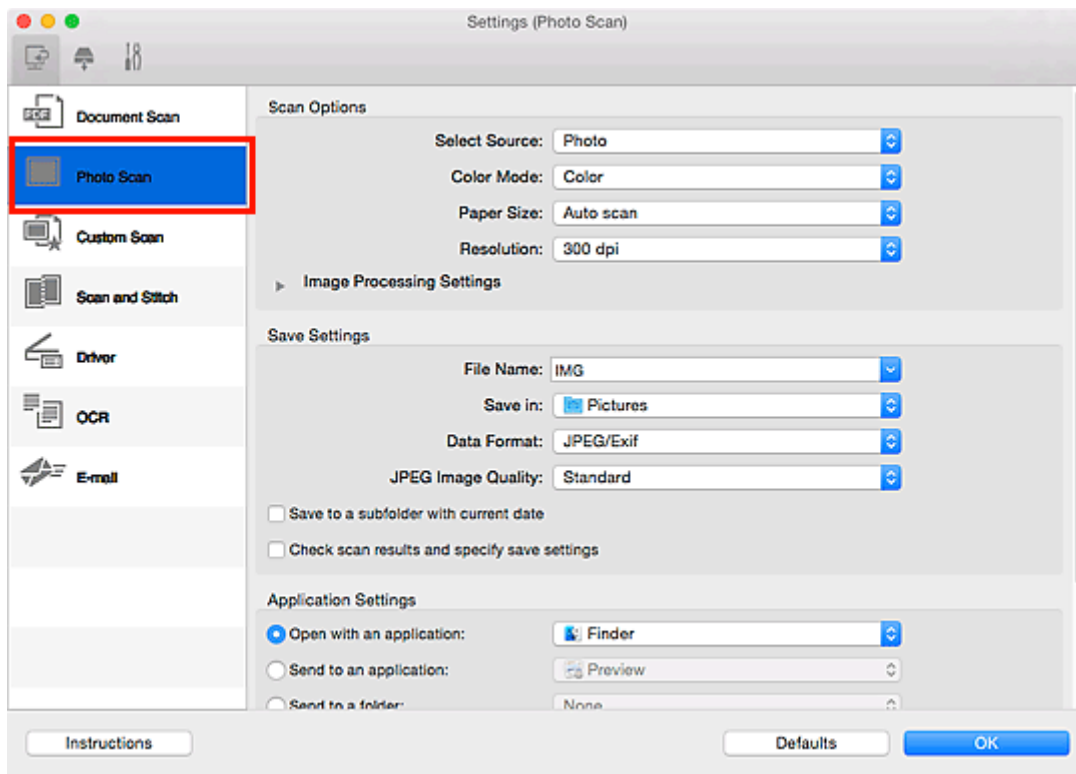 Settings (Photo Scan)
Document Scan
Photo Scan
Custom Scan
Scan and Stitch
Driver
OCR
E-mail
Scan Options
Select Source: Photo
Color Mode: Color
Paper Size: Auto scan
Resolution: 300 dpi
Image Processing Settings
Save Settings
File Name: IMG
Save in: Pictures
Data Format: JPEG/Exif
JPEG Image Quality: Standard
Save to a subfolder with current date
Check scan results and specify save settings
Application Settings
Open with an application: Finder
Send to an application: Preview
Send to a folder: None
Instructions
Defaults
OK